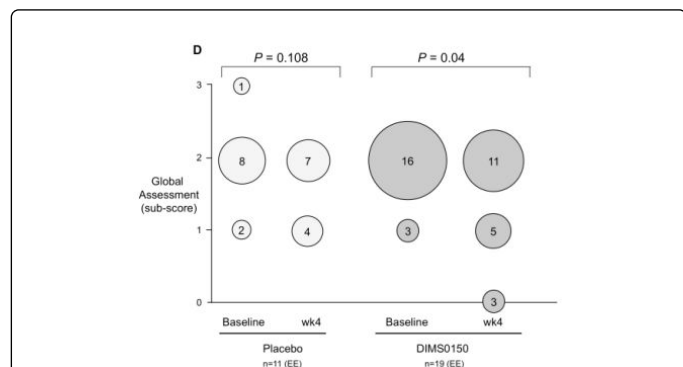 D
P = 0.108 P = 0.04
3 1
2 8 7 16 11
Global
Assessment
(sub-score)
1 2 4 3 5
0 3
Baseline wk4 Baseline wk4
Placebo DIMS0150
n=11 (EE) n=19 (EE)